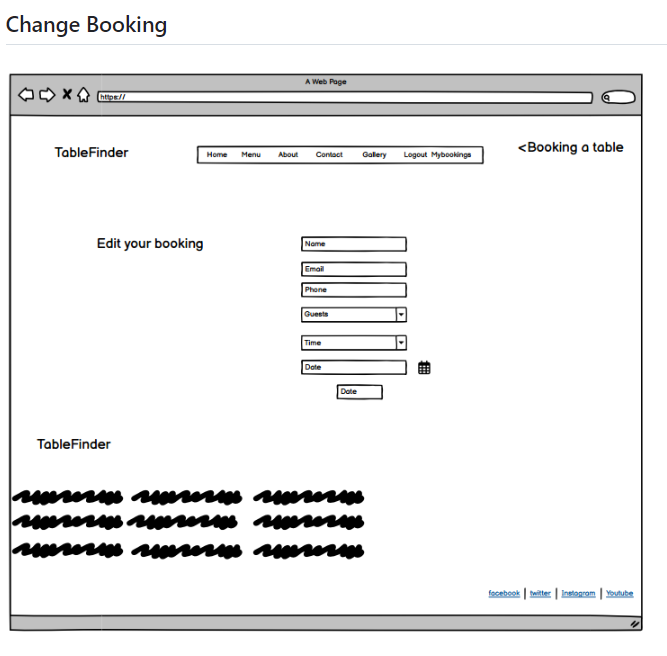 Change Booking
A Web Page
https://
TableFinder
Home Menu About Contact Gallery Logout Mybookings
<Booking a table
Edit your booking
Name
Email
Phone
Guests
Time
Date
Date
TableFinder
facebook | twitter | Instagram | Youtube